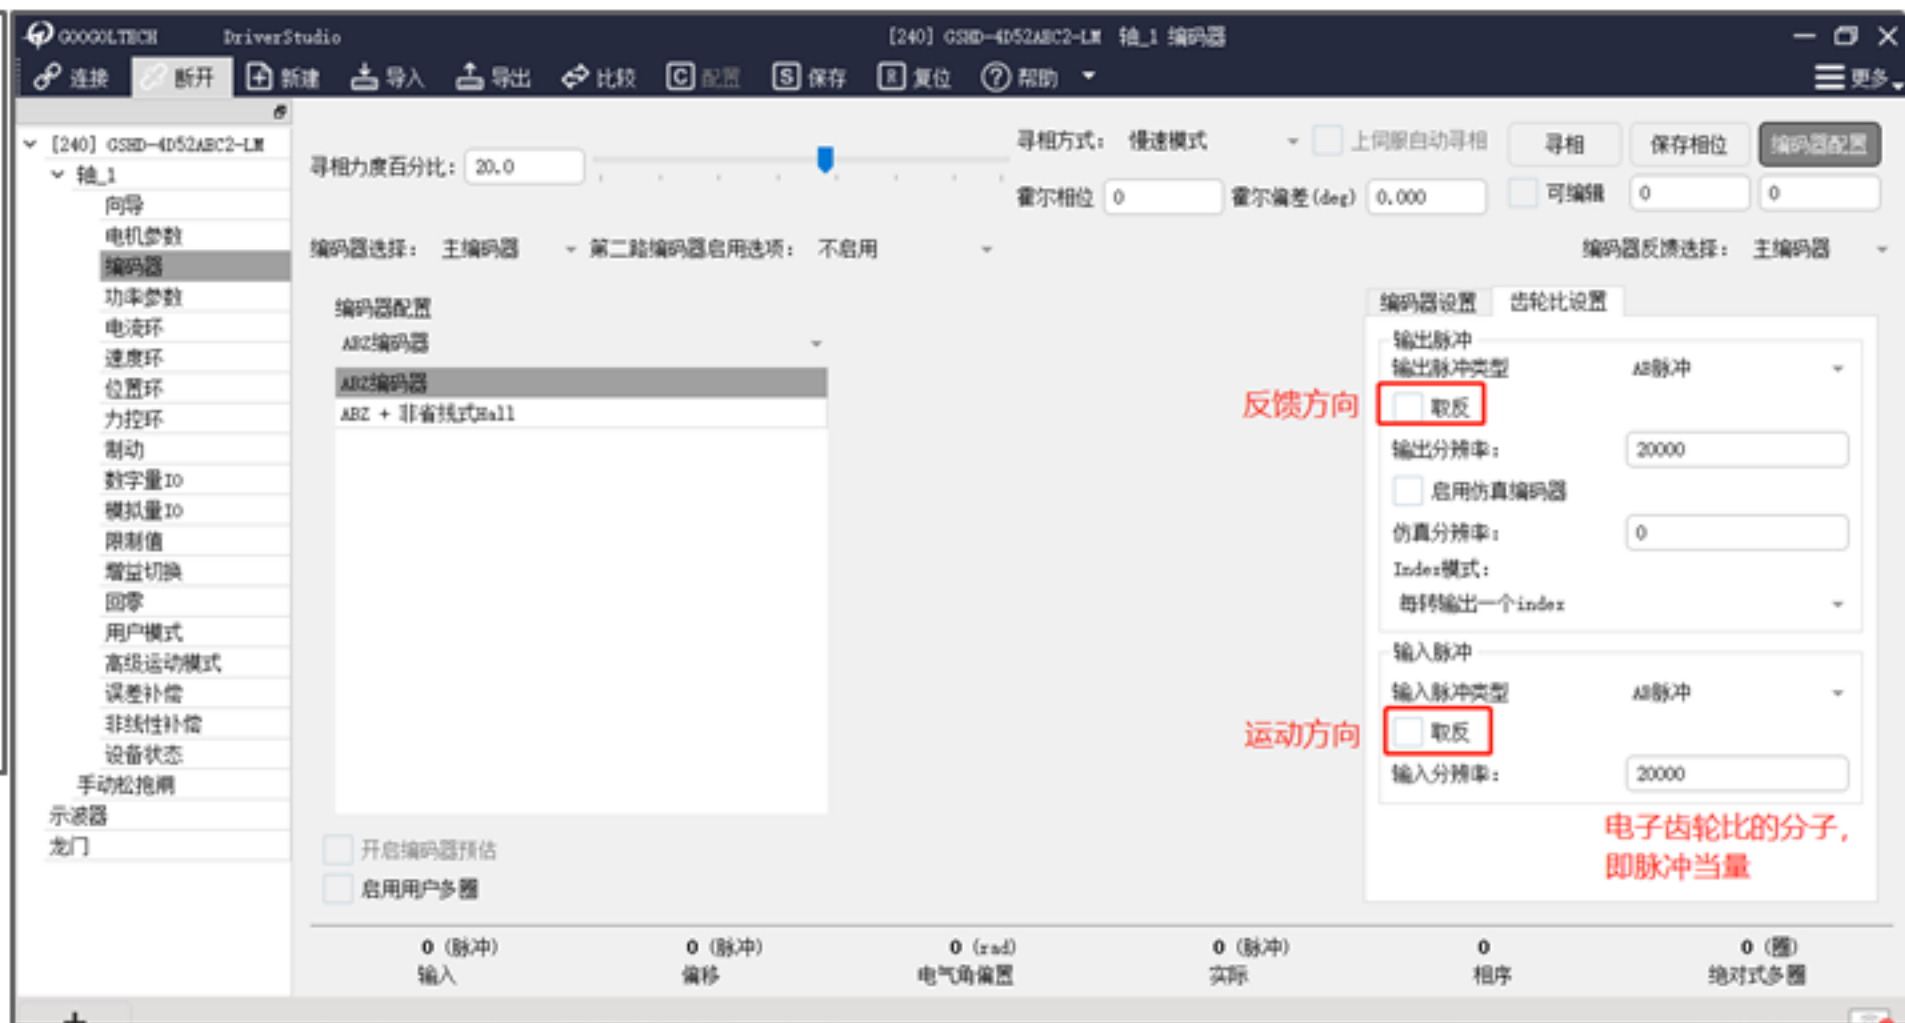 GOOGOLTECH DriverStudio [240] GSHD-4D52AEC2-LM 轴_1 编码器
连接 断开 新建 导入 导出 比较 C 配置 S 保存 R 复位 ? 帮助 更多
[240] GSHD-4D52AEC2-LM
轴_1
向导
电机参数
编码器
功率参数
电流环
速度环
位置环
力控环
制动
数字量IO
模拟量IO
限制值
增益切换
回零
用户模式
高级运动模式
误差补偿
非线性补偿
设备状态
手动松抱闸
示波器
龙门
寻相力度百分比: 20.0
寻相方式: 慢速模式 上伺服自动寻相 寻相 保存相位 编码器配置
霍尔相位 0 霍尔偏差(deg) 0.000 可编辑 0 0
编码器选择: 主编码器 第二路编码器启用选项: 不启用 编码器反馈选择: 主编码器
编码器配置
ABZ编码器
ABZ编码器
ABZ + 非省线式Hall
开启编码器预估
启用用户多圈
编码器设置 齿轮比设置
输出脉冲
输出脉冲类型 AB脉冲
反馈方向 取反
输出分辨率: 20000
启用仿真编码器
仿真分辨率: 0
Index模式:
每转输出一个index
输入脉冲
输入脉冲类型 AB脉冲
运动方向 取反
输入分辨率: 20000
电子齿轮比的分子,
即脉冲当量
0 (脉冲) 0 (脉冲) 0 (rad) 0 (脉冲) 0 0 (圈)
输入 偏移 电气角偏置 实际 相序 绝对式多圈
+